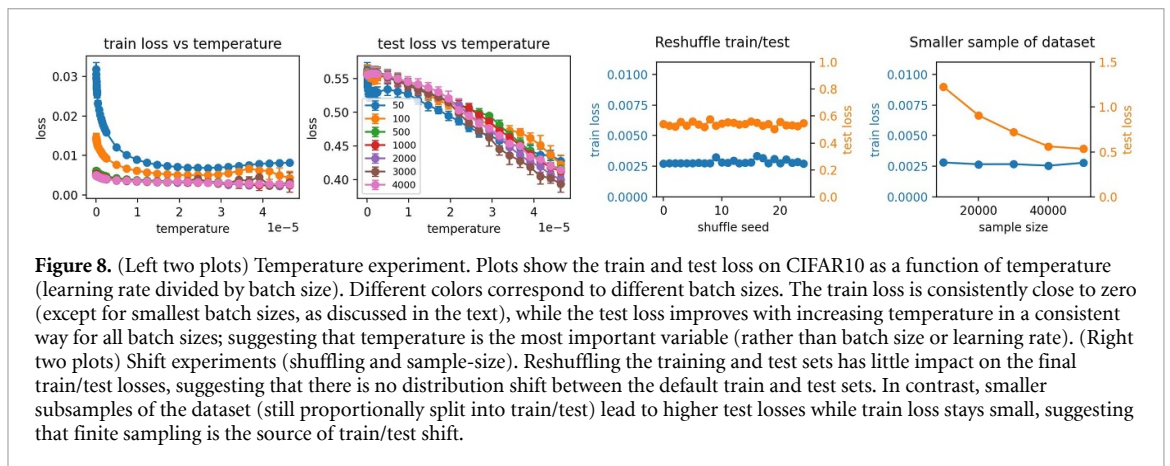 train loss vs temperature
test loss vs temperature
Reshuffle train/test
Smaller sample of dataset
0.03
0.02
0.01
0.00
loss
0
1
2
3
4
1e−5
temperature
0.55
0.50
0.45
0.40
loss
50
100
500
1000
2000
3000
4000
0
1
2
3
4
1e−5
temperature
0.0100
0.0075
0.0050
0.0025
0.0000
train loss
1.0
0.8
0.6
0.4
0.2
0.0
test loss
0
10
20
shuffle seed
0.0100
0.0075
0.0050
0.0025
0.0000
train loss
1.5
1.0
0.5
0.0
test loss
20000
40000
sample size
Figure 8. (Left two plots) Temperature experiment. Plots show the train and test loss on CIFAR10 as a function of temperature
(learning rate divided by batch size). Different colors correspond to different batch sizes. The train loss is consistently close to zero
(except for smallest batch sizes, as discussed in the text), while the test loss improves with increasing temperature in a consistent
way for all batch sizes; suggesting that temperature is the most important variable (rather than batch size or learning rate). (Right
two plots) Shift experiments (shuffling and sample-size). Reshuffling the training and test sets has little impact on the final
train/test losses, suggesting that there is no distribution shift between the default train and test sets. In contrast, smaller
subsamples of the dataset (still proportionally split into train/test) lead to higher test losses while train loss stays small, suggesting
that finite sampling is the source of train/test shift.